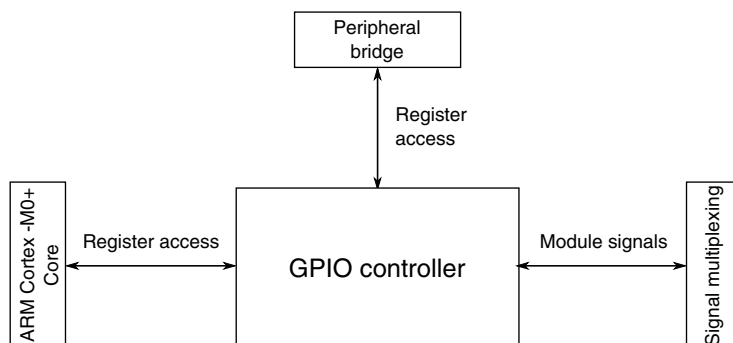 Peripheral
bridge
Register
access
ARM Cortex -M0+
Core
Register access
GPIO controller
Module signals
Signal multiplexing